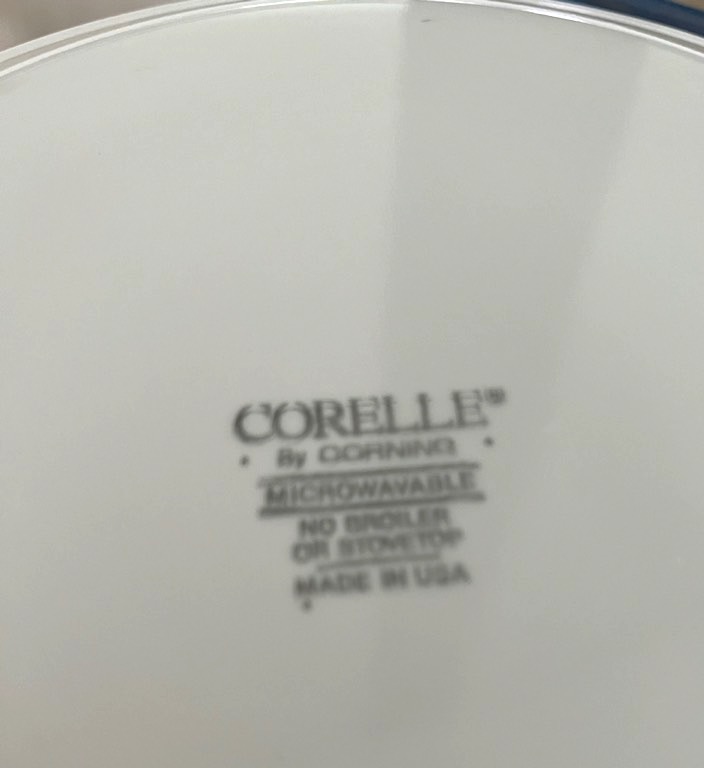 CORELLE®
By CORNING
MICROWAVABLE
NO BROILER
OR STOVETOP
MADE IN USA